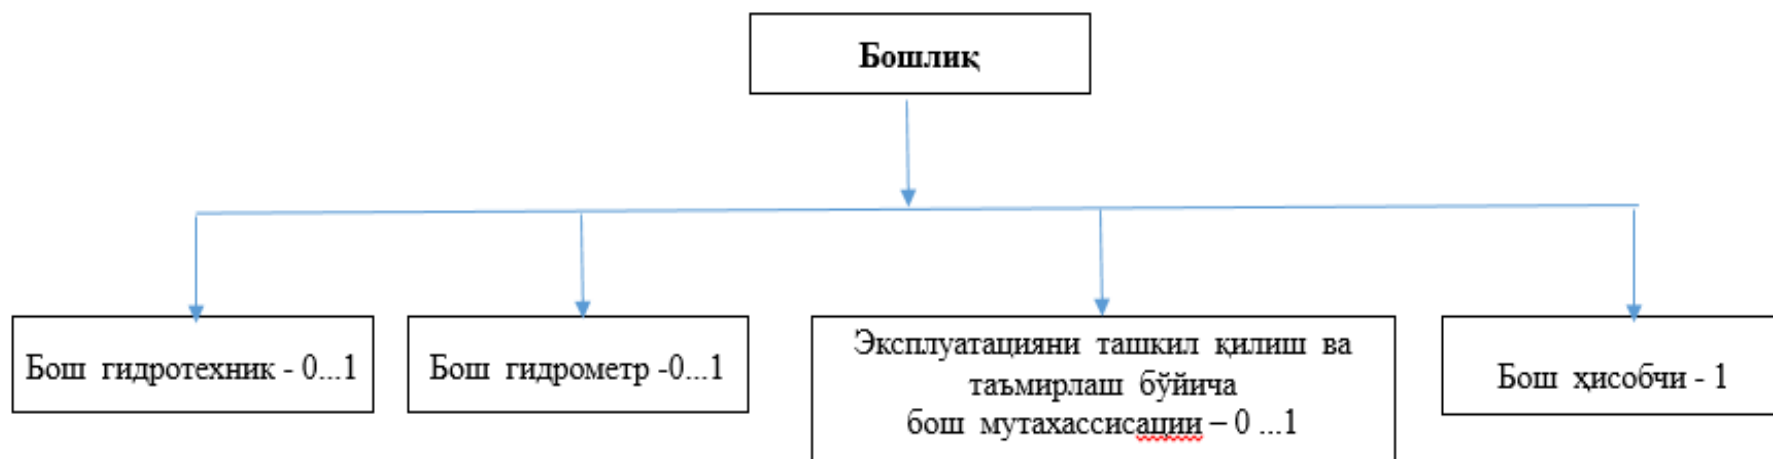 Бошлиқ
Бош гидротехник - 0...1
Бош гидрометр -0...1
Эксплуатацияни ташкил қилиш ва
таъмирлаш бўйича
бош мутахассисации – 0 ...1
Бош ҳисобчи - 1